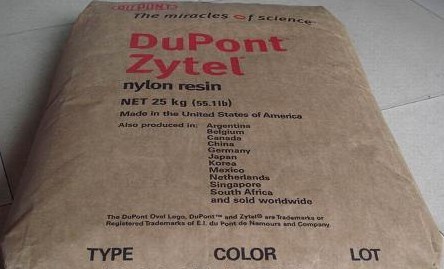 DUPONT
The miracles of science™
DuPont™
Zytel®
nylon resin
NET 25 kg (55.1lb)
Made in the United States of America
Also produced in: Argentina
Belgium
Canada
China
Germany
Japan
Korea
Mexico
Netherlands
Singapore
South Africa
and sold worldwide
The DuPont Oval Logo, DuPont™ and Zytel® are Trademarks or
Registered Trademarks of E.I. du Pont de Nemours and Company
TYPE COLOR LOT